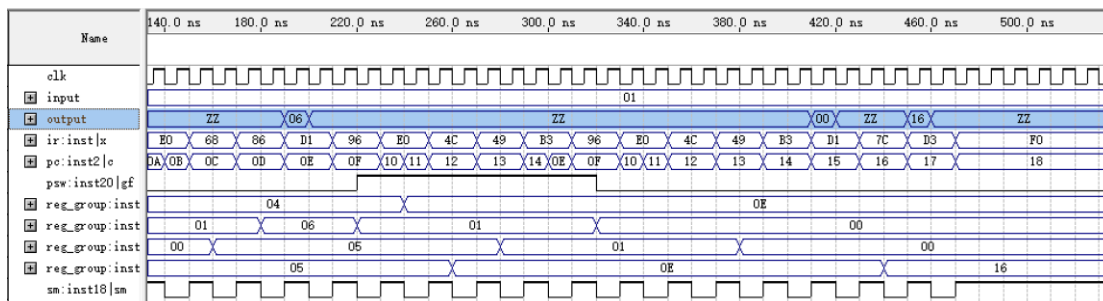 140.0 ns 180.0 ns 220.0 ns 260.0 ns 300.0 ns 340.0 ns 380.0 ns 420.0 ns 460.0 ns 500.0 ns
Name
clk
input 01
output ZZ 06 ZZ 00 ZZ 16 ZZ
ir:inst|x E0 68 86 D1 96 E0 4C 49 B3 96 E0 4C 49 B3 D1 7C D3 F0
pc:inst2|c 0A 0B 0C 0D 0E 0F 10 11 12 13 14 0E 0F 10 11 12 13 14 15 16 17 18
psw:inst20|gf
reg_group:inst 04 0E
reg_group:inst 01 06 01 00
reg_group:inst 00 05 01 00
reg_group:inst 05 0E 16
sm:inst18|sm